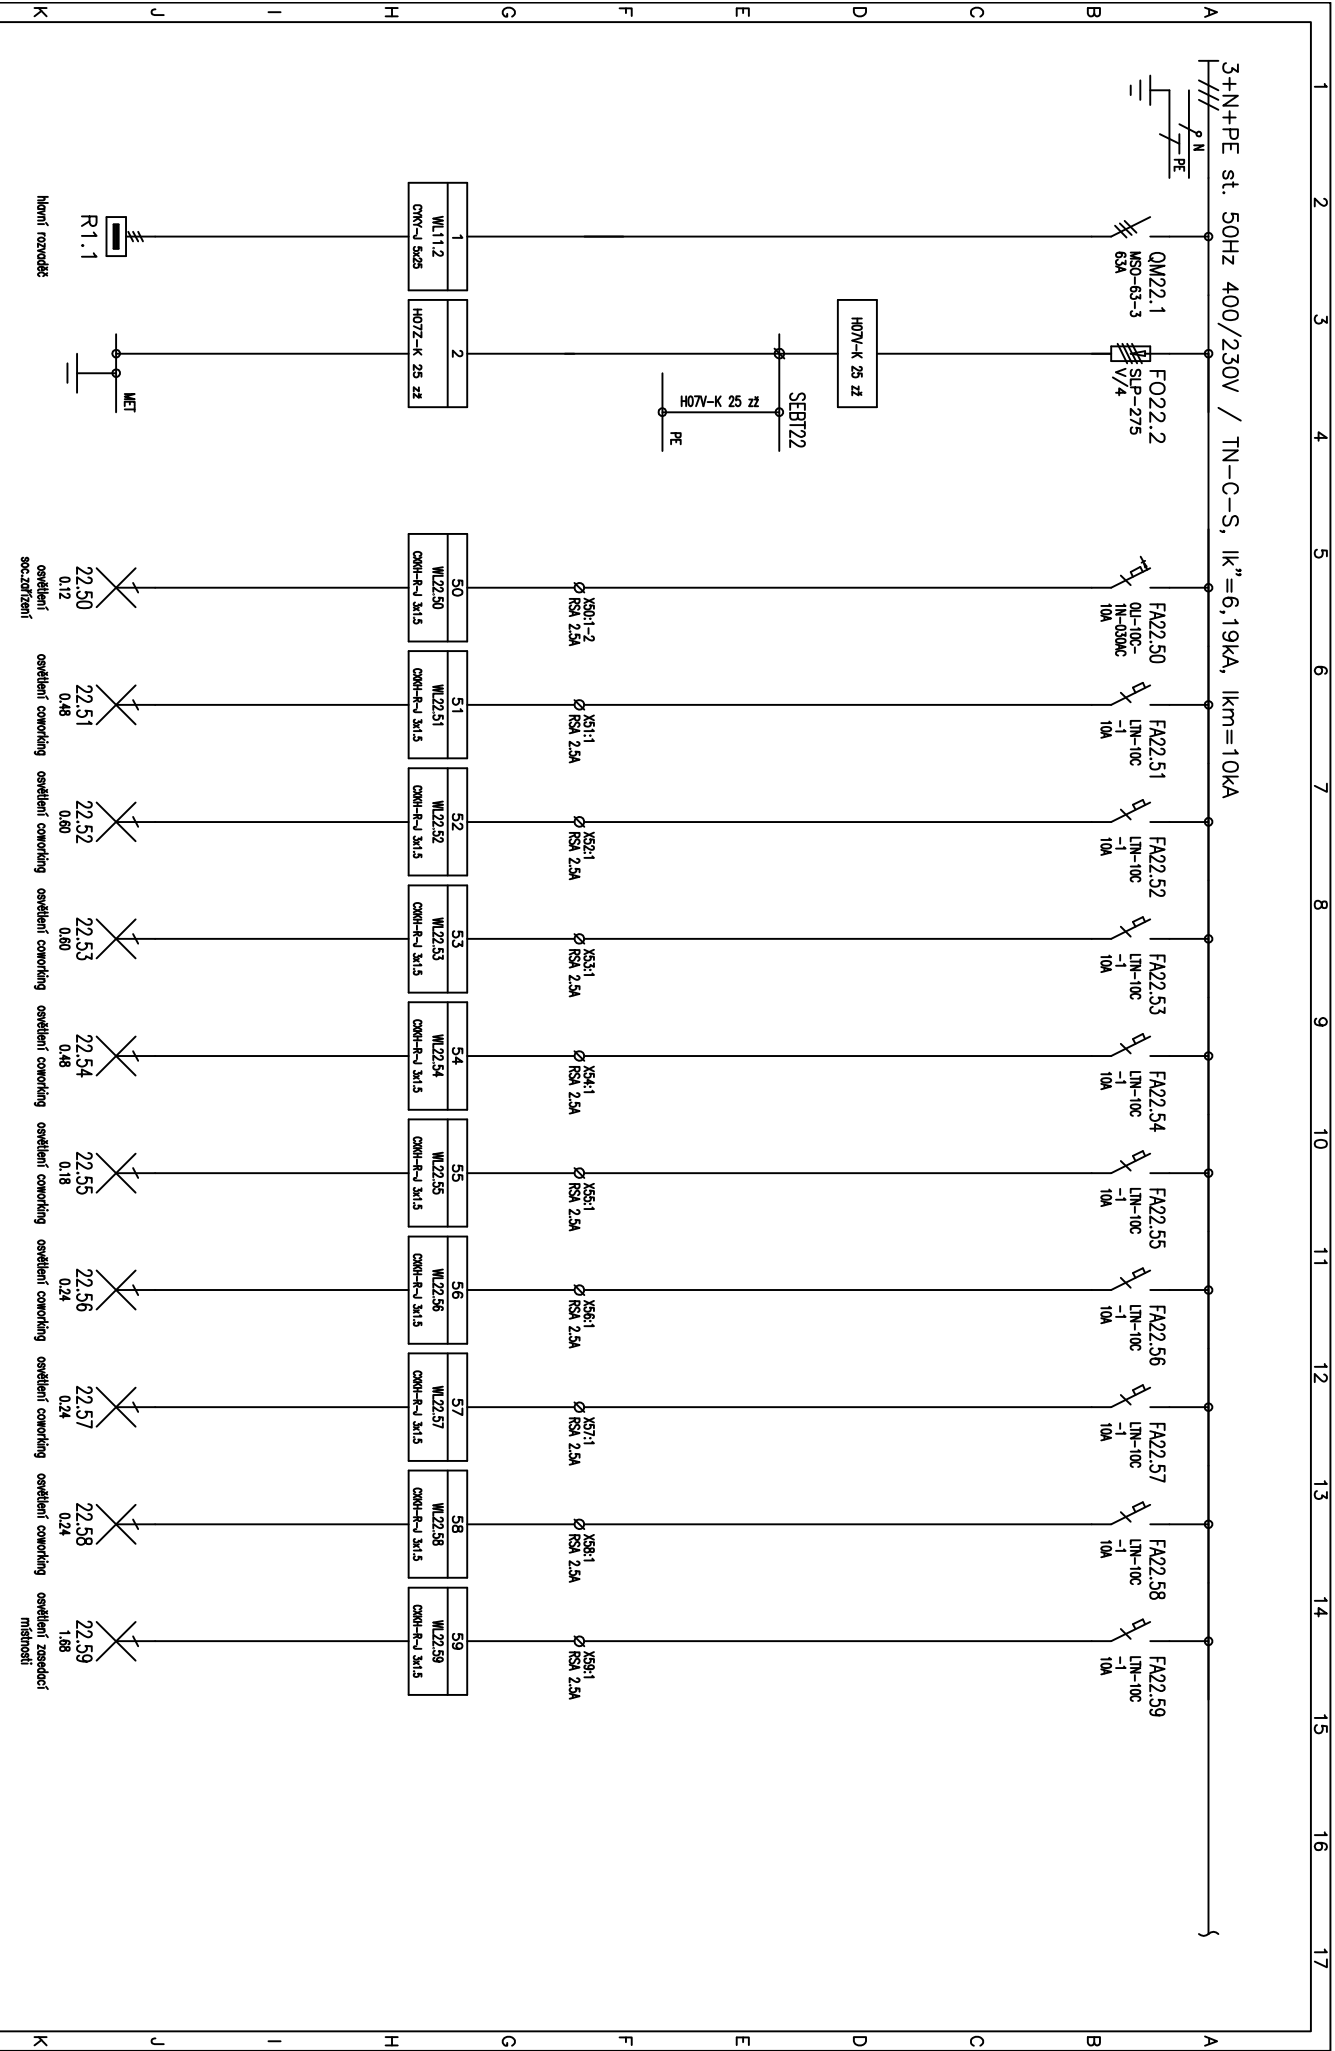 1 2 3 4 5 6 7 8 9 10 11 12 13 14 15 16 17
A
B
C
D
E
F
G
H
I
J
K
3+N+PE st. 50Hz 400/230V / TN-C-S, Ik"=6,19kA, Ikm=10kA
N
PE
QM22.1
MSO-63-3
63A
1
WL11.2
CYKY-J 5x25
R1.1
hlavní rozvaděč
FO22.2
SLP-275
V/4
H07V-K 25 zž
SEBT22
H07V-K 25 zž
PE
2
H07Z-K 25 zž
MET
FA22.50
OLI-10C-
1N-030AC
10A
X50:1-2
RSA 2.5A
50
WL22.50
CXKH-R-J 3x1.5
22.50
0.12
osvětlení
soc.zařízení
FA22.51
LTN-10C
-1
10A
X51:1
RSA 2.5A
51
WL22.51
CXKH-R-J 3x1.5
22.51
0.48
osvětlení coworking
FA22.52
LTN-10C
-1
10A
X52:1
RSA 2.5A
52
WL22.52
CXKH-R-J 3x1.5
22.52
0.60
osvětlení coworking
FA22.53
LTN-10C
-1
10A
X53:1
RSA 2.5A
53
WL22.53
CXKH-R-J 3x1.5
22.53
0.60
osvětlení coworking
FA22.54
LTN-10C
-1
10A
X54:1
RSA 2.5A
54
WL22.54
CXKH-R-J 3x1.5
22.54
0.48
osvětlení coworking
FA22.55
LTN-10C
-1
10A
X55:1
RSA 2.5A
55
WL22.55
CXKH-R-J 3x1.5
22.55
0.18
osvětlení coworking
FA22.56
LTN-10C
-1
10A
X56:1
RSA 2.5A
56
WL22.56
CXKH-R-J 3x1.5
22.56
0.24
osvětlení coworking
FA22.57
LTN-10C
-1
10A
X57:1
RSA 2.5A
57
WL22.57
CXKH-R-J 3x1.5
22.57
0.24
osvětlení coworking
FA22.58
LTN-10C
-1
10A
X58:1
RSA 2.5A
58
WL22.58
CXKH-R-J 3x1.5
22.58
0.24
osvětlení coworking
FA22.59
LTN-10C
-1
10A
X59:1
RSA 2.5A
59
WL22.59
CXKH-R-J 3x1.5
22.59
1.68
osvětlení zasedací
místnosti
A
B
C
D
E
F
G
H
I
J
K